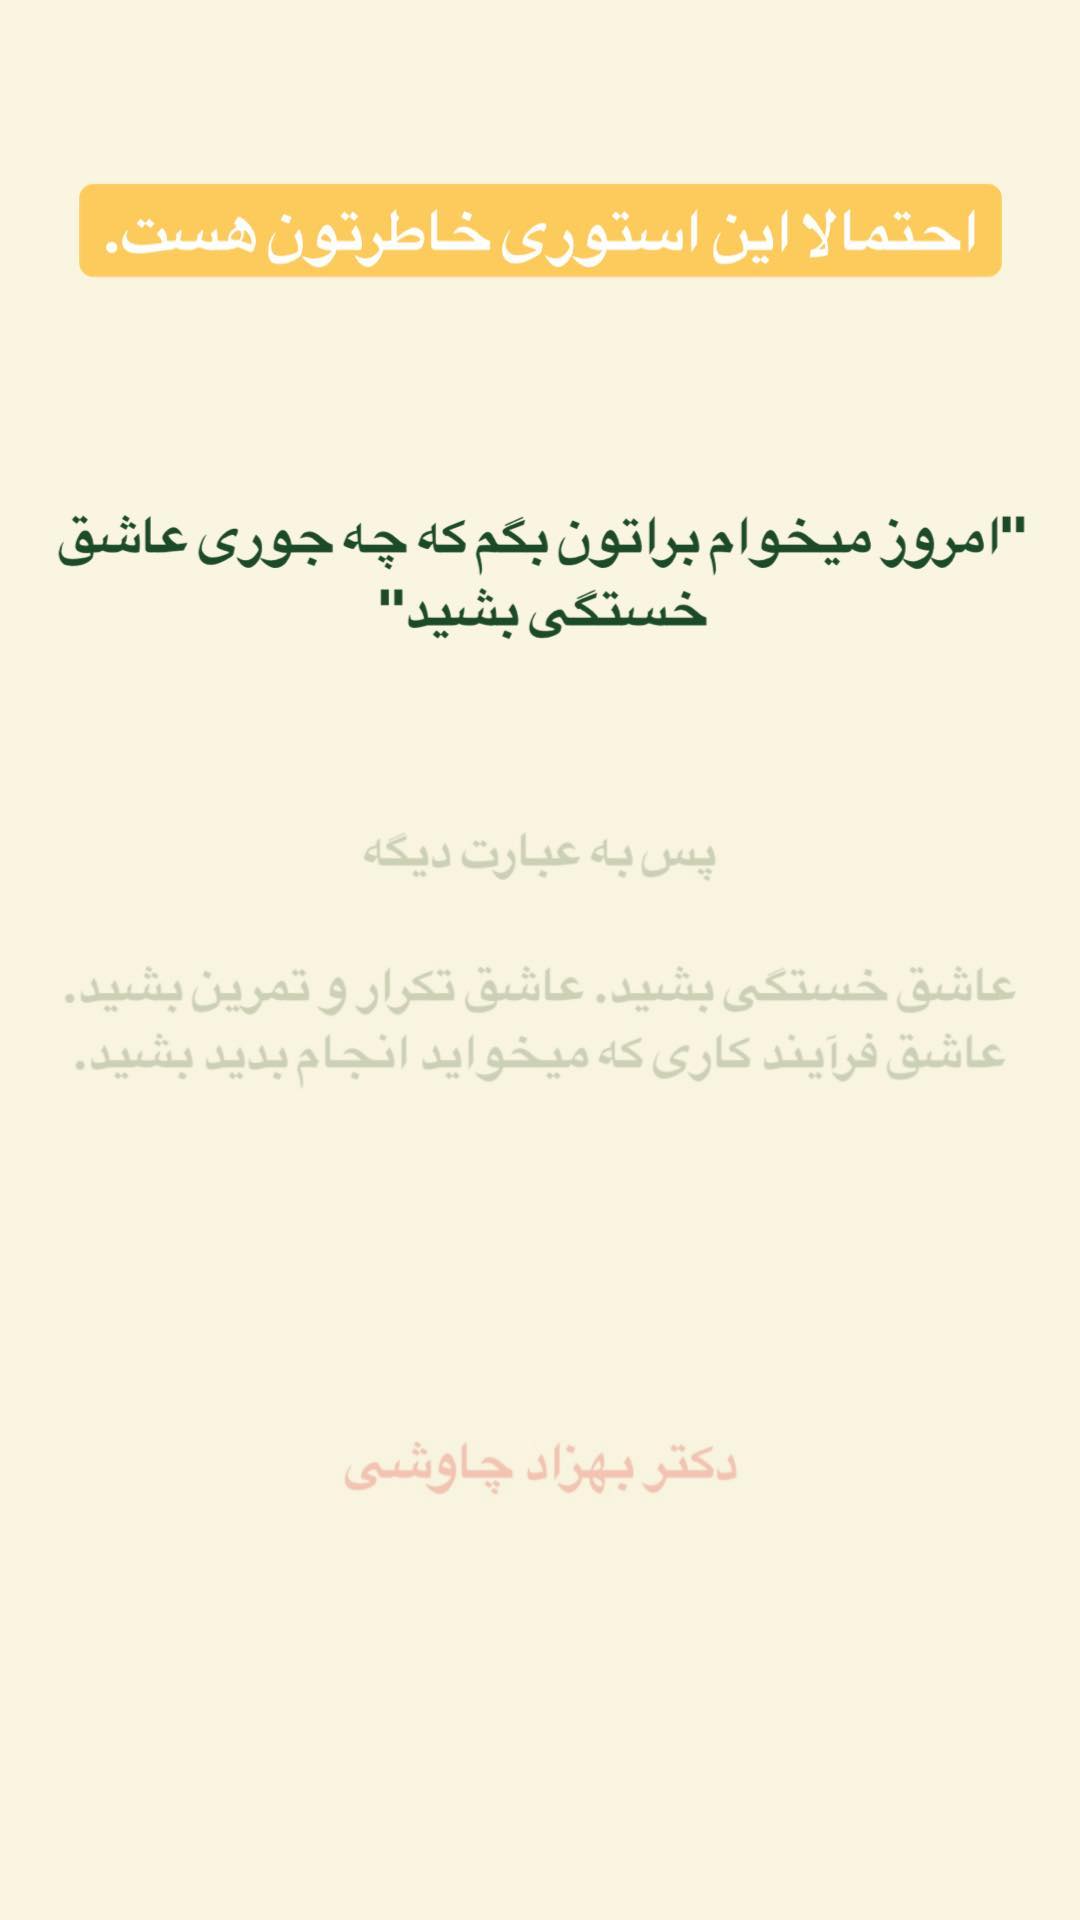 احتمالا این استوری خاطرتون هست.
"امروز میخوام براتون بگم که چه جوری عاشق
خستگی بشید"
پس به عبارت دیگه
عاشق خستگی بشید. عاشق تکرار و تمرین بشید.
عاشق فرآیند کاری که میخواید انجام بدید بشید.
دکتر بهزاد چاوشی